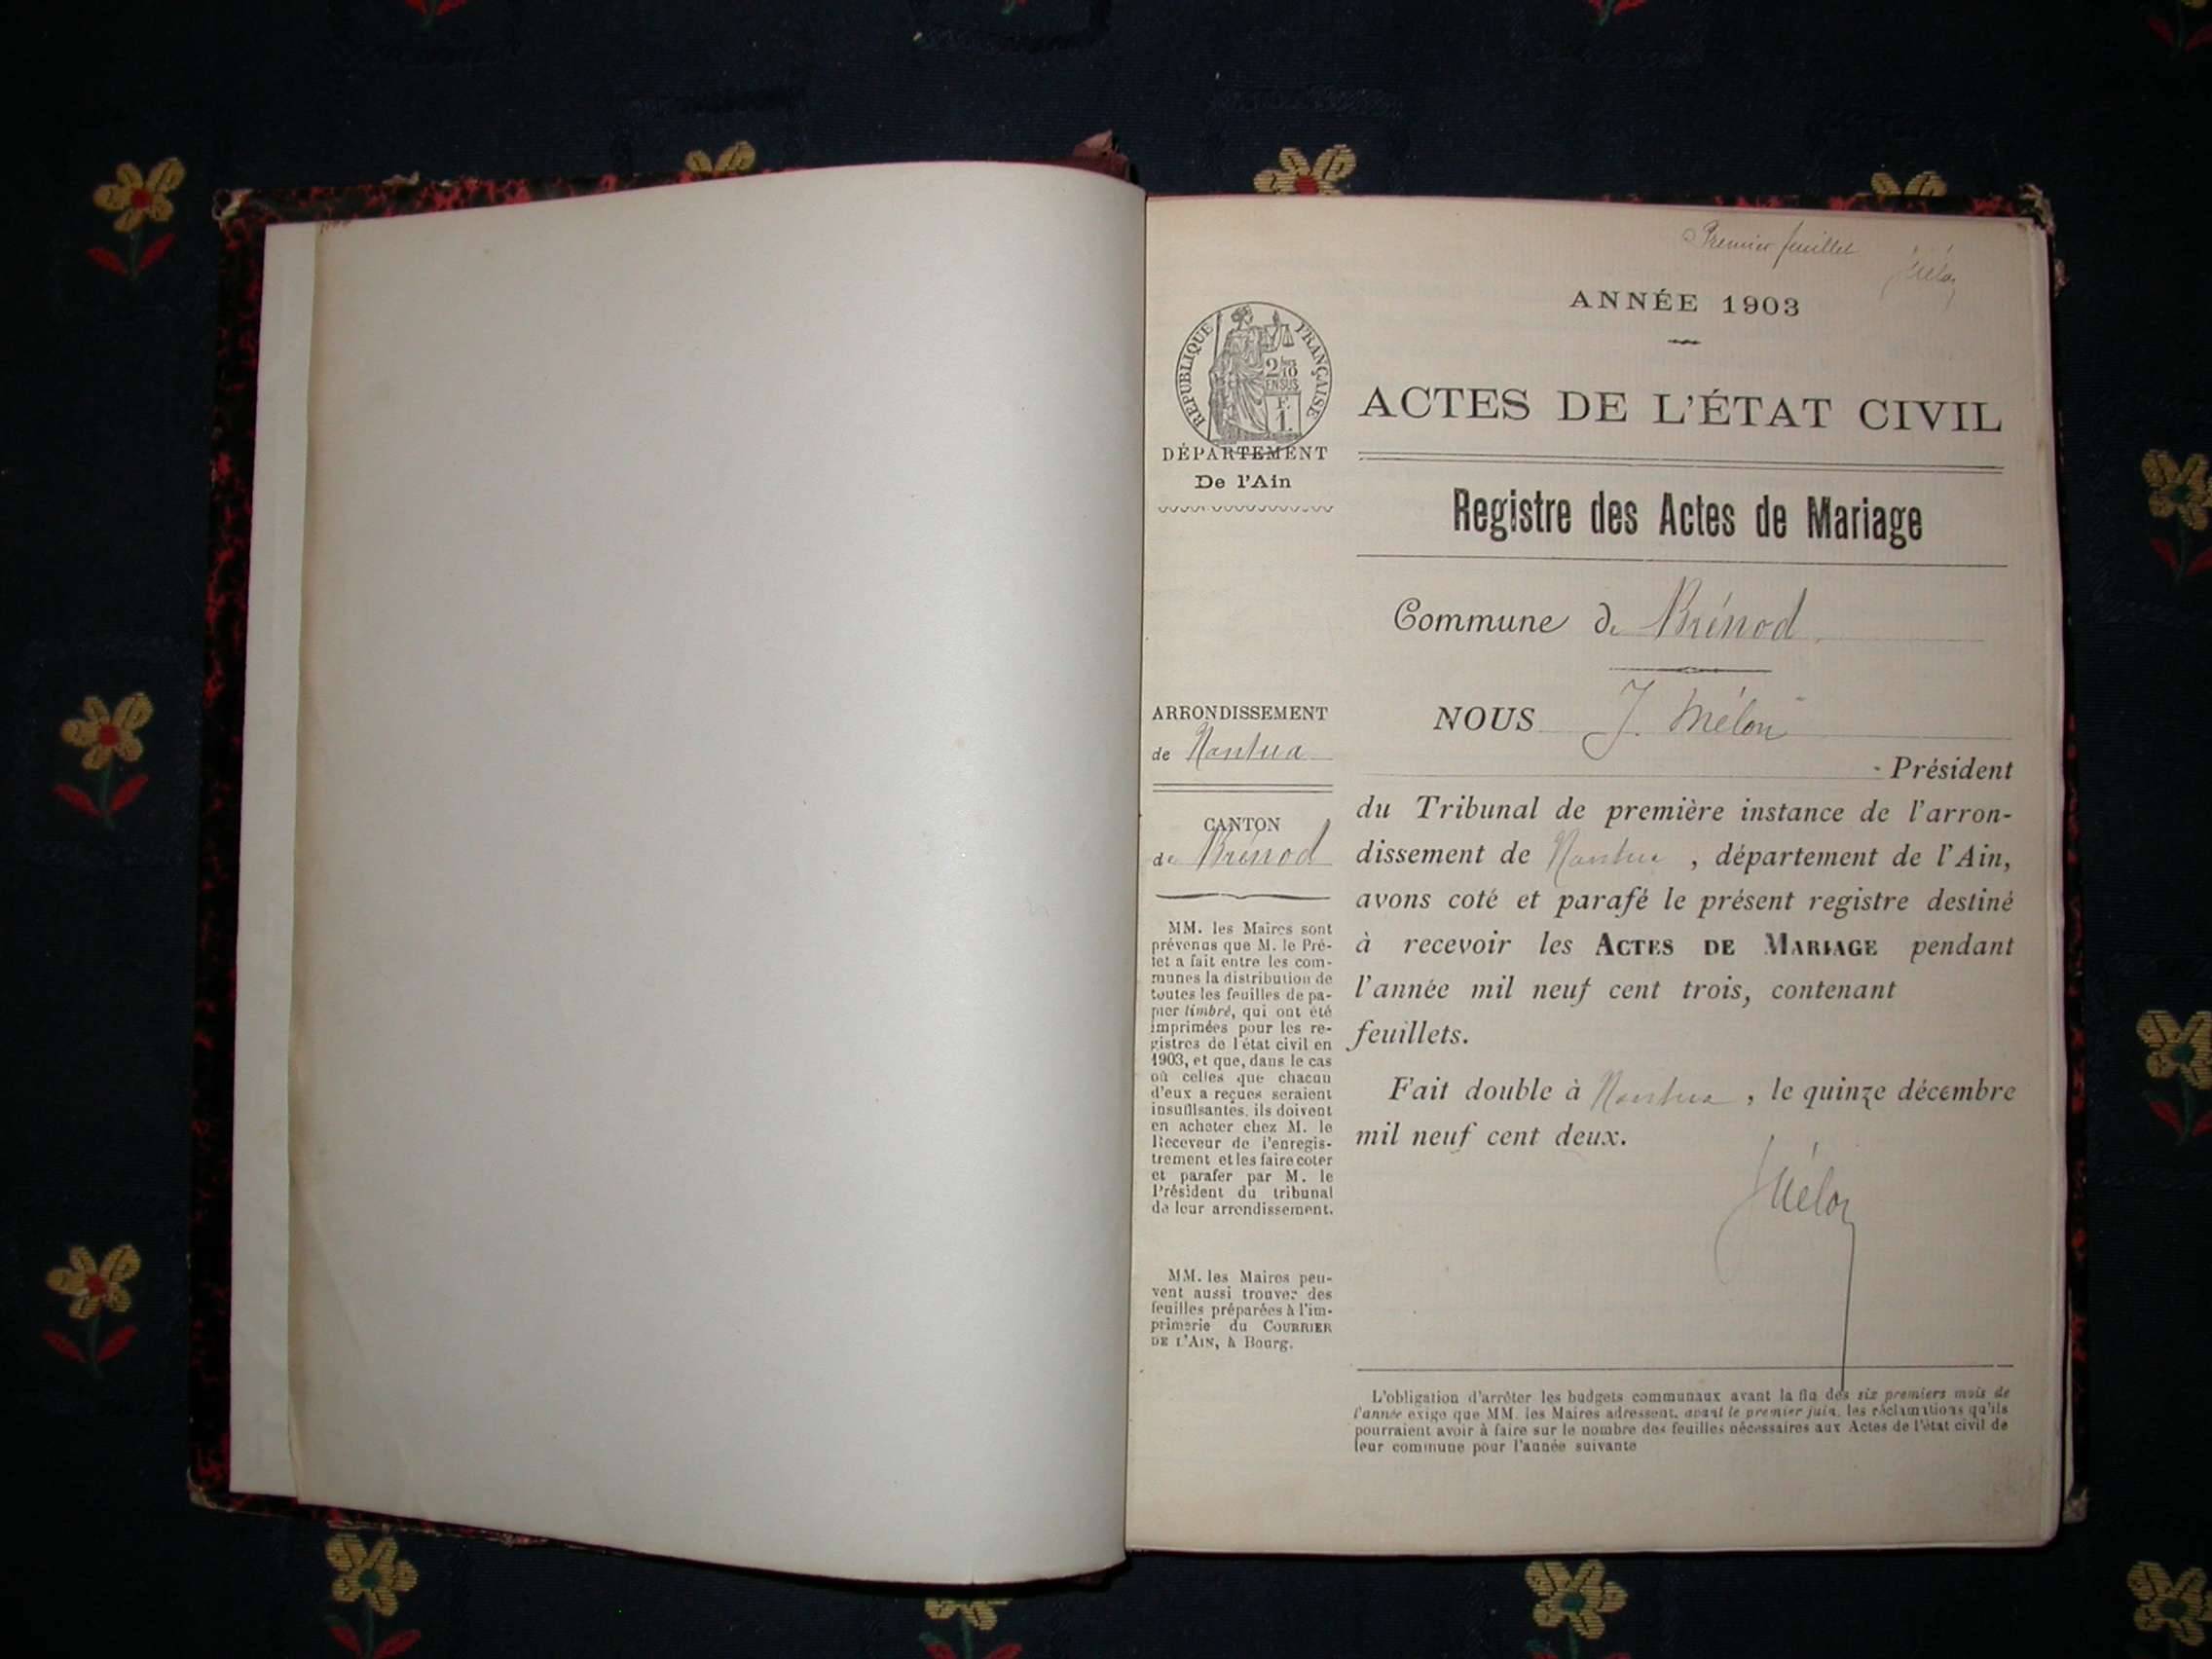 Premier feuillet
ANNÉE 1903
RÉPUBLIQUE FRANÇAISE
2/10
EN SUS
F.
1.
DÉPARTEMENT
De l'Ain
ACTES DE L'ÉTAT CIVIL
Registre des Actes de Mariage
Commune de Brénod
ARRONDISSEMENT
de Nantua
CANTON
de Brénod
MM. les Maires sont
prévenus que M. le Pré-
fet a fait entre les com-
munes la distribution de
toutes les feuilles de pa-
pier timbré, qui ont été
imprimées pour les re-
gistres de l'état civil en
1903, et que, dans le cas
où celles que chacun
d'eux a reçues seraient
insuffisantes, ils doivent
en acheter chez M. le
Receveur de l'enregis-
trement et les faire coter
et parafer par M. le
Président du tribunal
de leur arrondissement.
MM. les Maires peu-
vent aussi trouver des
feuilles préparées à l'im-
primerie du COURRIER
DE L'AIN, à Bourg.
NOUS J. Mélon
Président
du Tribunal de première instance de l'arron-
dissement de Nantua, département de l'Ain,
avons coté et parafé le présent registre destiné
à recevoir les ACTES DE MARIAGE pendant
l'année mil neuf cent trois, contenant
feuillets.
Fait double à Nantua, le quinze décembre
mil neuf cent deux.
L'obligation d'arrêter les budgets communaux avant la fin des six premiers mois de
l'année exige que MM. les Maires adressent, avant le premier juin, les réclamations qu'ils
pourraient avoir à faire sur le nombre des feuilles nécessaires aux Actes de l'état civil de
leur commune pour l'année suivante